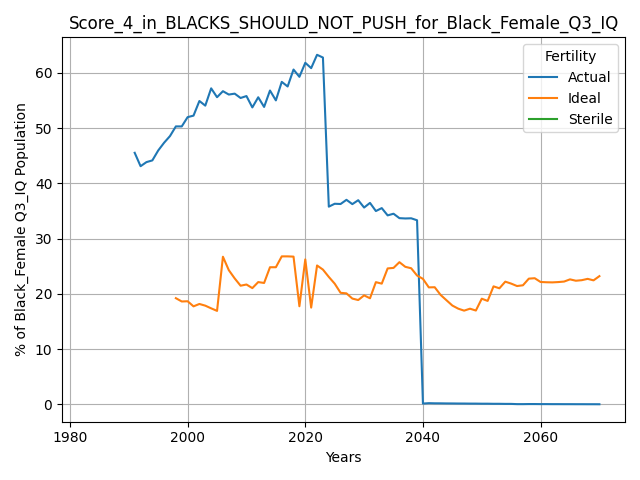 Score_4_in_BLACKS_SHOULD_NOT_PUSH_for_Black_Female_Q3_IQ
% of Black_Female Q3_IQ Population
60
50
40
30
20
10
0
Fertility
Actual
Ideal
Sterile
1980
2000
2020
2040
2060
Years